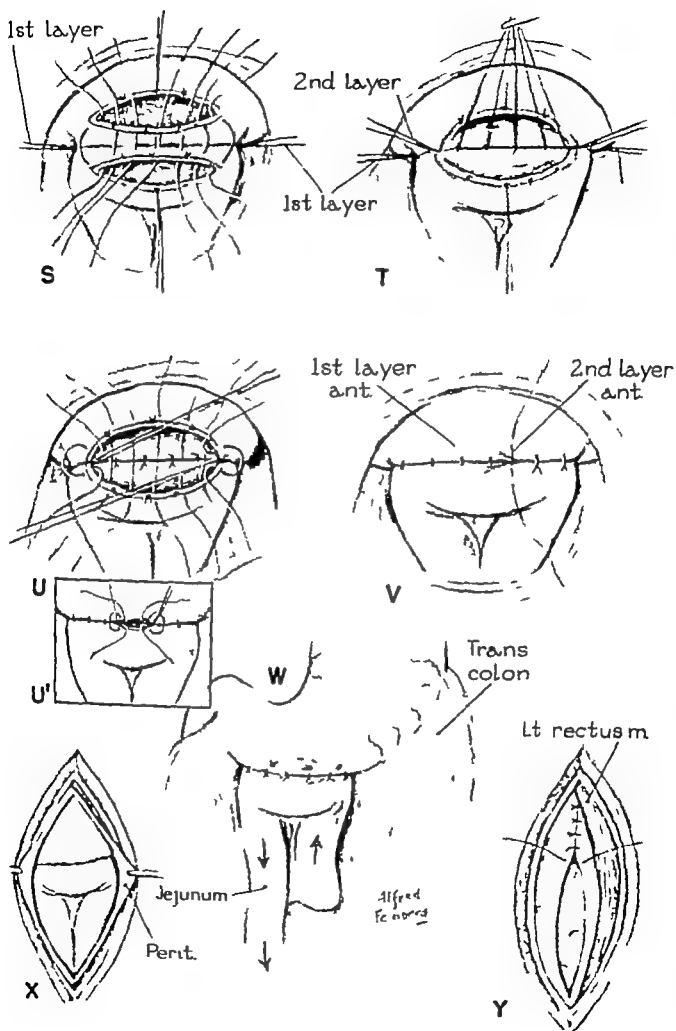 1st layer
2nd layer
1st layer
S
T
1st layer
ant
2nd layer
ant.
U
V
U'
W
Trans
colon
Lt rectus m
Jejunum
Perit.
Alfred
X
Y